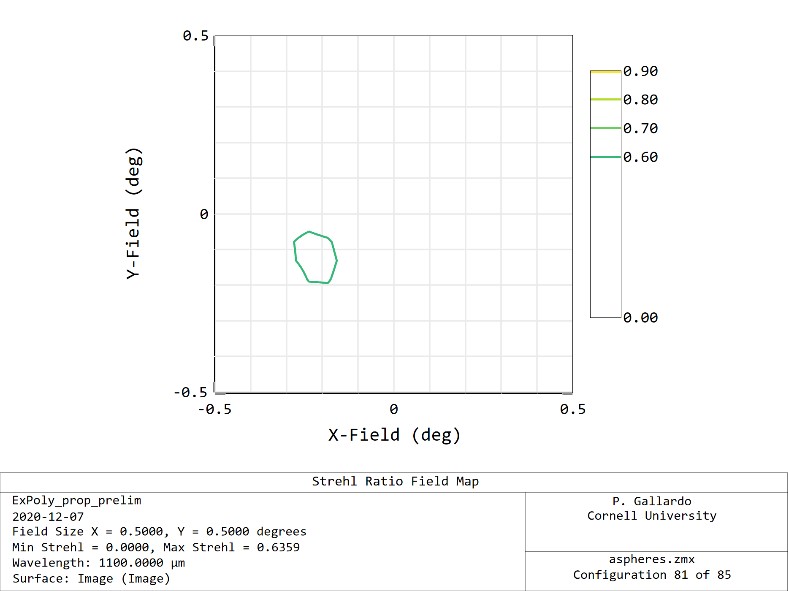 0.5
0
-0.5
Y-Field (deg)
-0.5
0
0.5
X-Field (deg)
0.90
0.80
0.70
0.60
0.00
Strehl Ratio Field Map
ExPoly_prop_prelim
2020-12-07
Field Size X = 0.5000, Y = 0.5000 degrees
Min Strehl = 0.0000, Max Strehl = 0.6359
Wavelength: 1100.0000 µm
Surface: Image (Image)
P. Gallardo
Cornell University
aspheres.zmx
Configuration 81 of 85